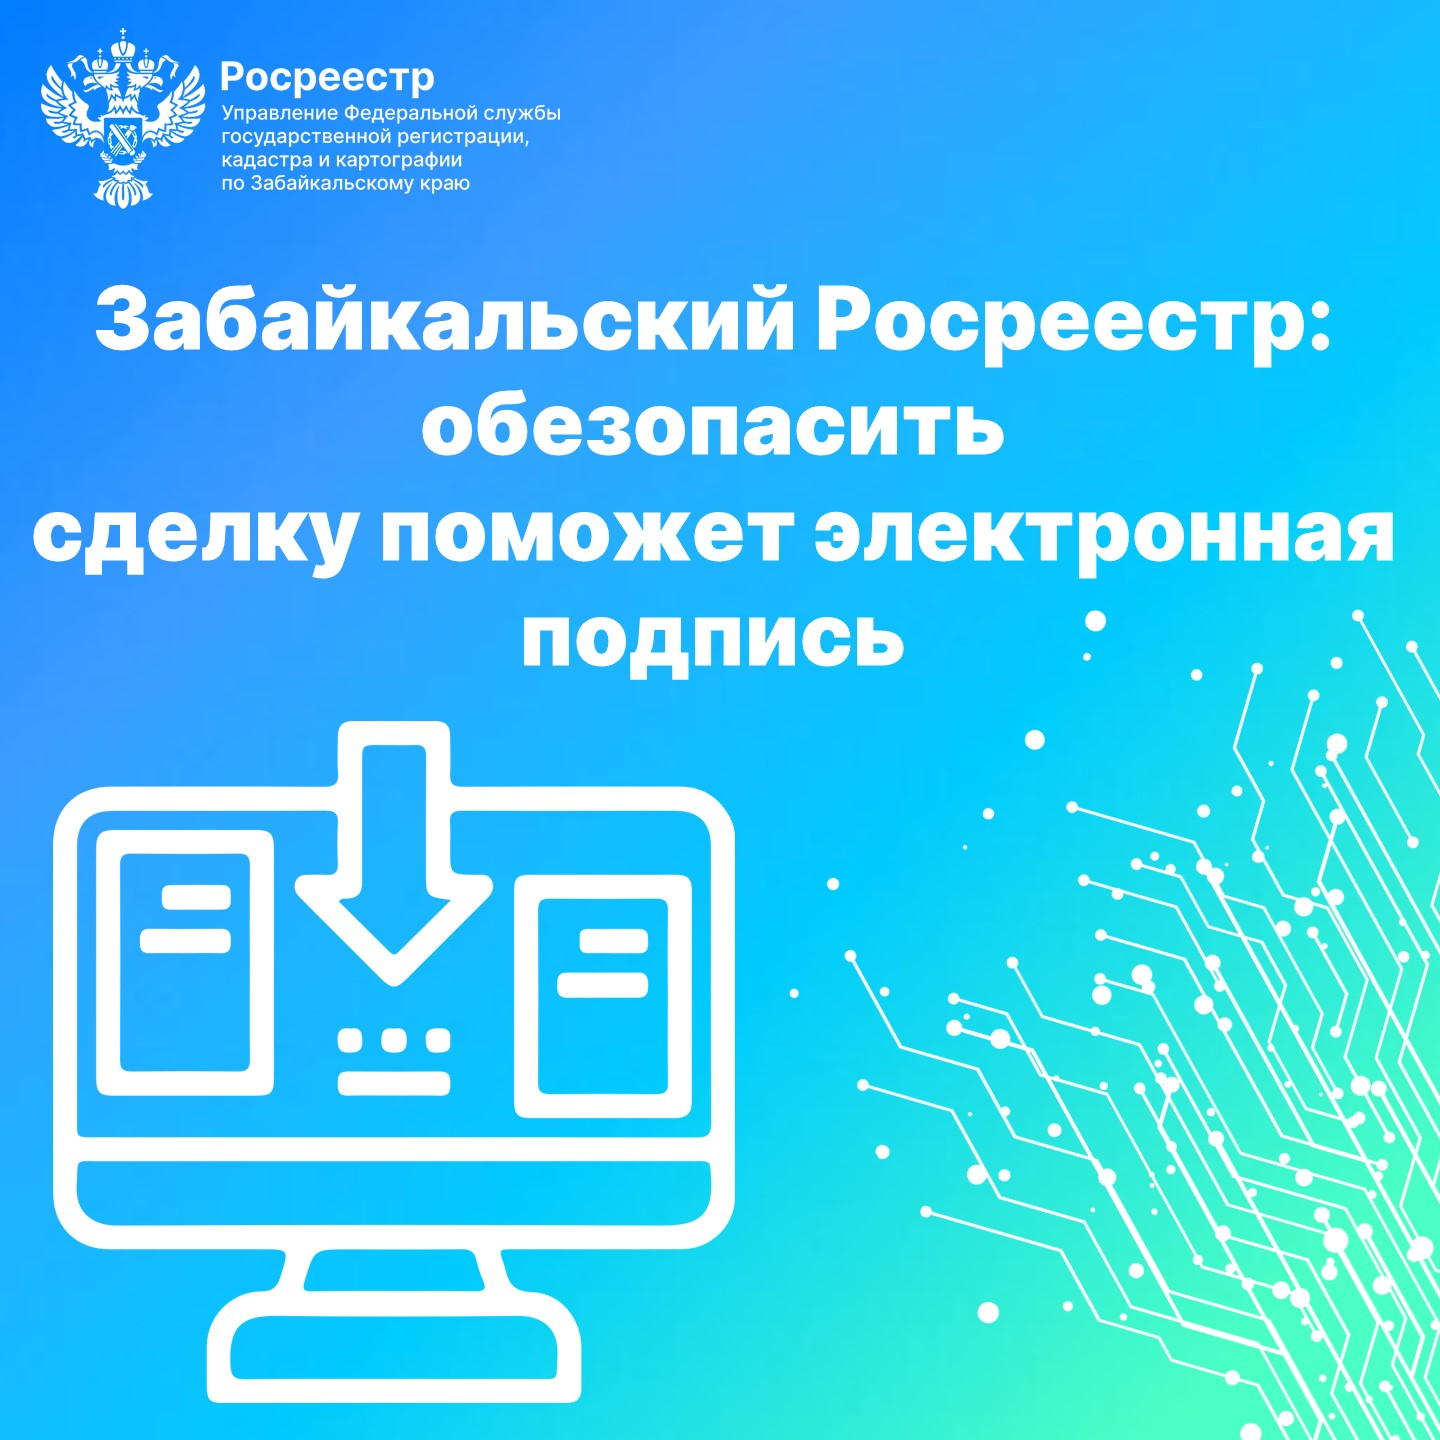 Росреестр
Управление Федеральной службы
государственной регистрации,
кадастра и картографии
по Забайкальскому краю
Забайкальский Росреестр:
обезопасить
сделку поможет электронная
подпись